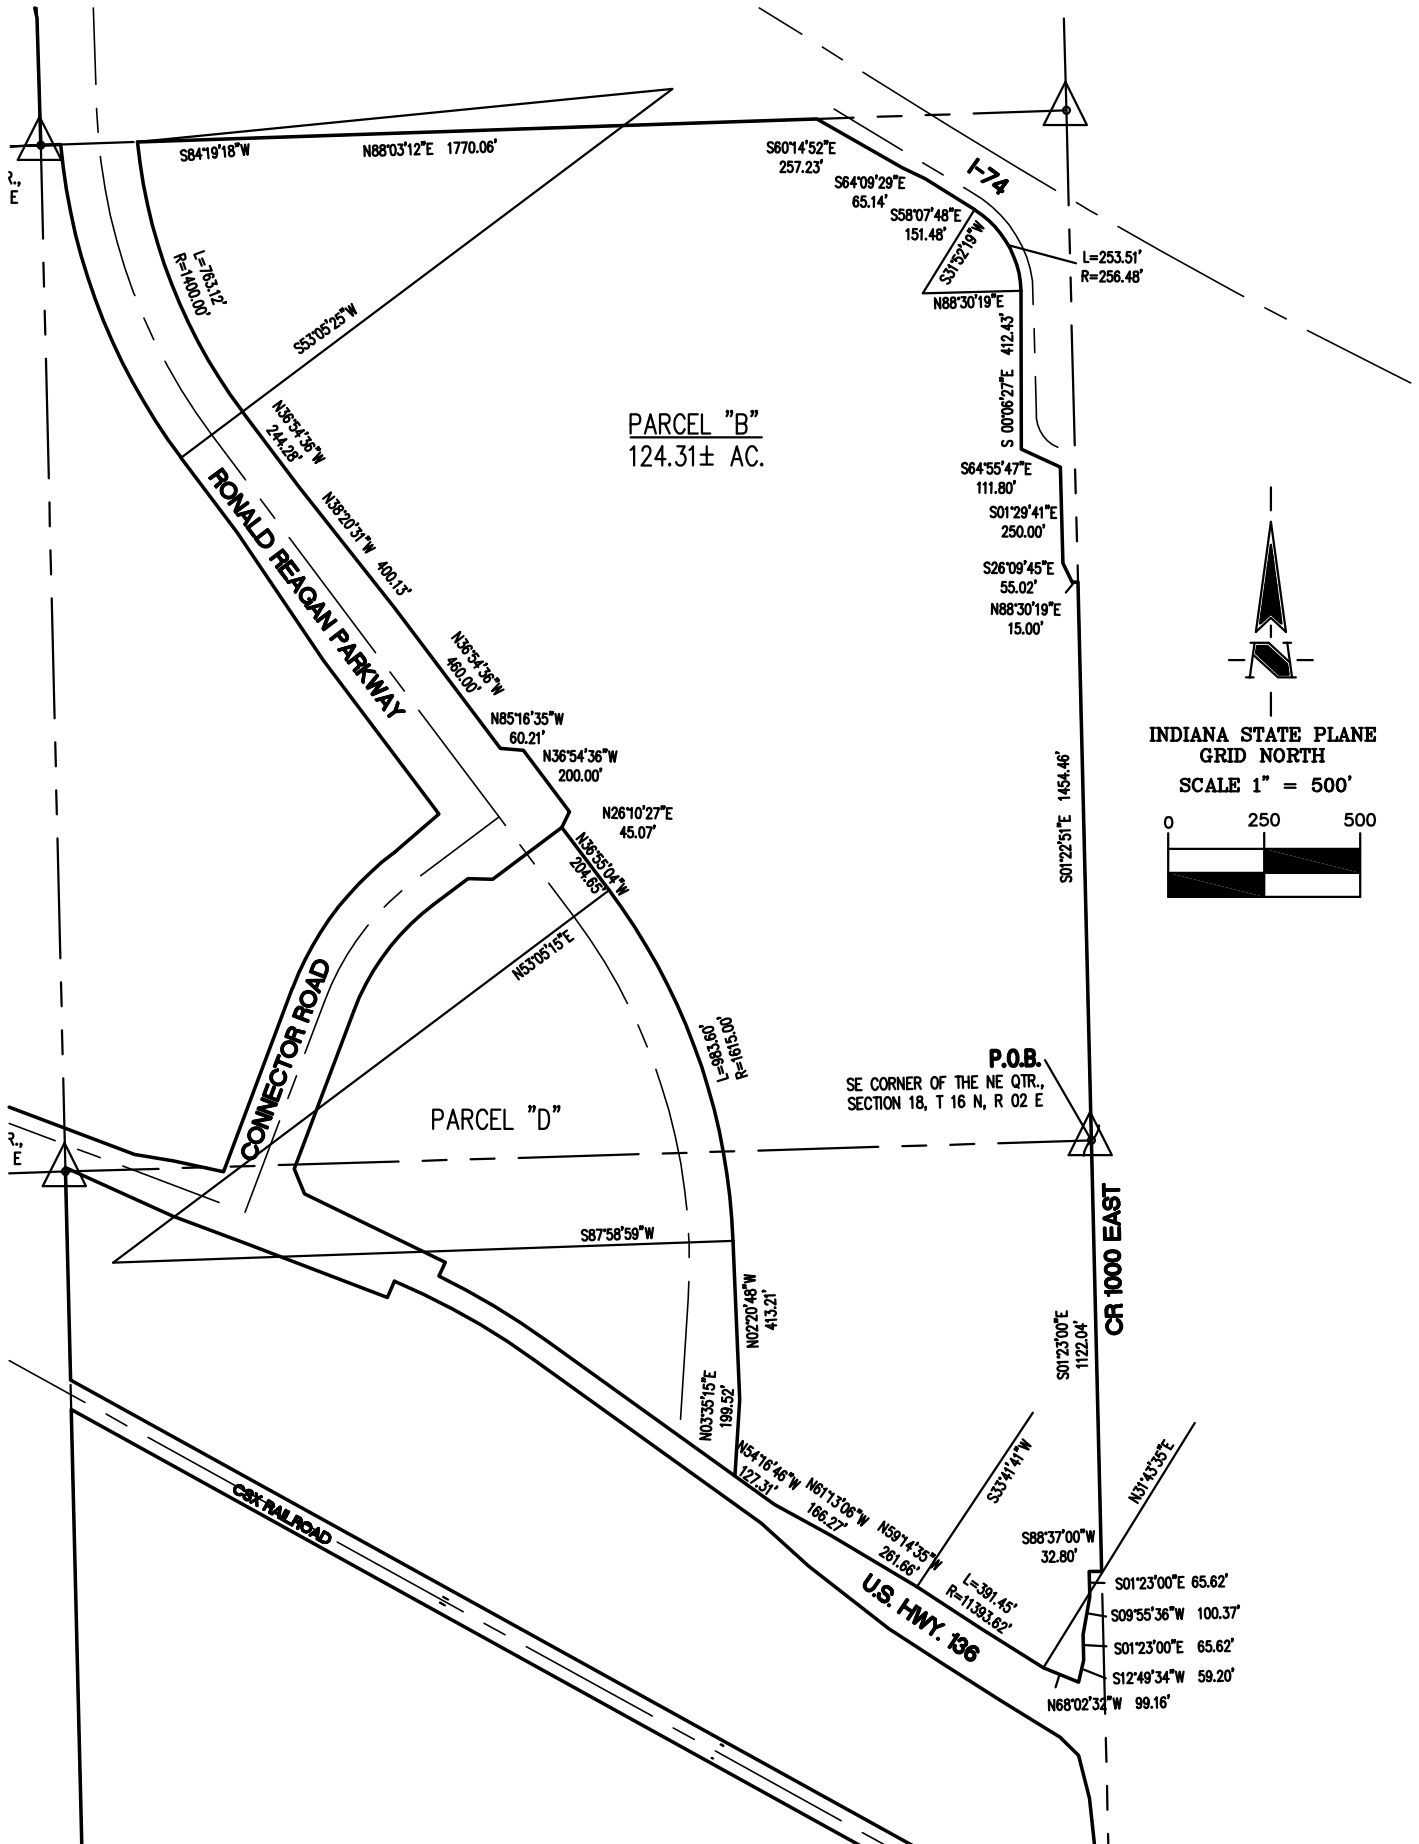 R.,
E
S84°19'18"W
N88°03'12"E 1770.06'
S60°14'52"E
257.23'
S64°09'29"E
65.14'
S58°07'48"E
151.48'
I-74
S31°52'19"W
L=253.51'
R=256.48'
N88°30'19"E
L=763.12'
R=1400.00'
S53°05'25"W
S 00°06'27"E 412.43'
PARCEL "B"
124.31± AC.
N36°54'36"W
244.28'
S64°55'47"E
111.80'
S01°29'41"E
250.00'
S26°09'45"E
55.02'
N88°30'19"E
15.00'
N38°20'31"W 400.13'
RONALD REAGAN PARKWAY
N36°54'36"W
460.00'
N85°16'35"W
60.21'
N36°54'36"W
200.00'
N26°10'27"E
45.07'
N36°55'04"W
204.65'
N
INDIANA STATE PLANE
GRID NORTH
SCALE 1" = 500'
0 250 500
S01°22'51"E 1454.46'
N53°05'15"E
CONNECTOR ROAD
L=983.60'
R=1615.00'
P.O.B.
SE CORNER OF THE NE QTR.,
SECTION 18, T 16 N, R 02 E
PARCEL "D"
R.,
E
S87°58'59"W
CR 1000 EAST
N02°20'48"W
413.21'
S01°23'00"E
1122.04'
N03°35'15"E
199.52'
N54°16'46"W
127.31'
N61°13'06"W
166.27'
N59°14'35"W
261.66'
S33°41'41"W
N31°43'35"E
CSX RAILROAD
L=391.45'
R=11393.62'
S88°37'00"W
32.80'
U.S. HWY. 136
S01°23'00"E 65.62'
S09°55'36"W 100.37'
S01°23'00"E 65.62'
S12°49'34"W 59.20'
N68°02'32"W 99.16'